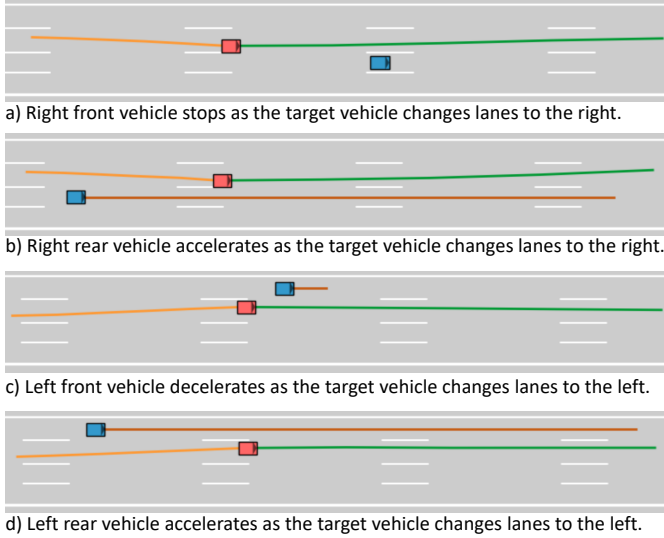 a) Right front vehicle stops as the target vehicle changes lanes to the right.
b) Right rear vehicle accelerates as the target vehicle changes lanes to the right.
c) Left front vehicle decelerates as the target vehicle changes lanes to the left.
d) Left rear vehicle accelerates as the target vehicle changes lanes to the left.